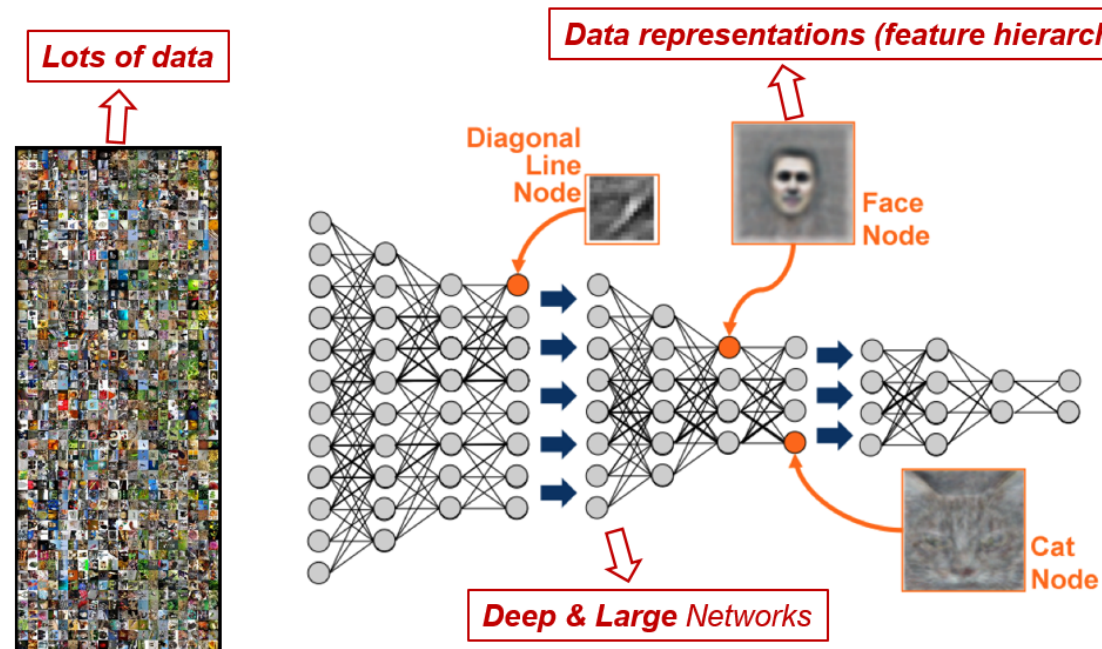 Lots of data
Data representations (feature hierarch
Diagonal
Line
Node
Face
Node
Cat
Node
Deep & Large Networks